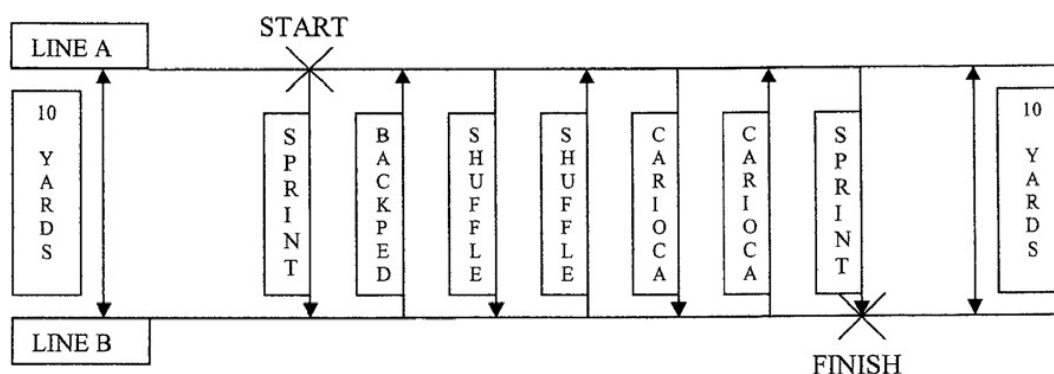 START
LINE A
10 YARDS
SPRINT
BACKPED
SHUFFLE
SHUFFLE
CARIOCA
CARIOCA
SPRINT
10 YARDS
LINE B
FINISH